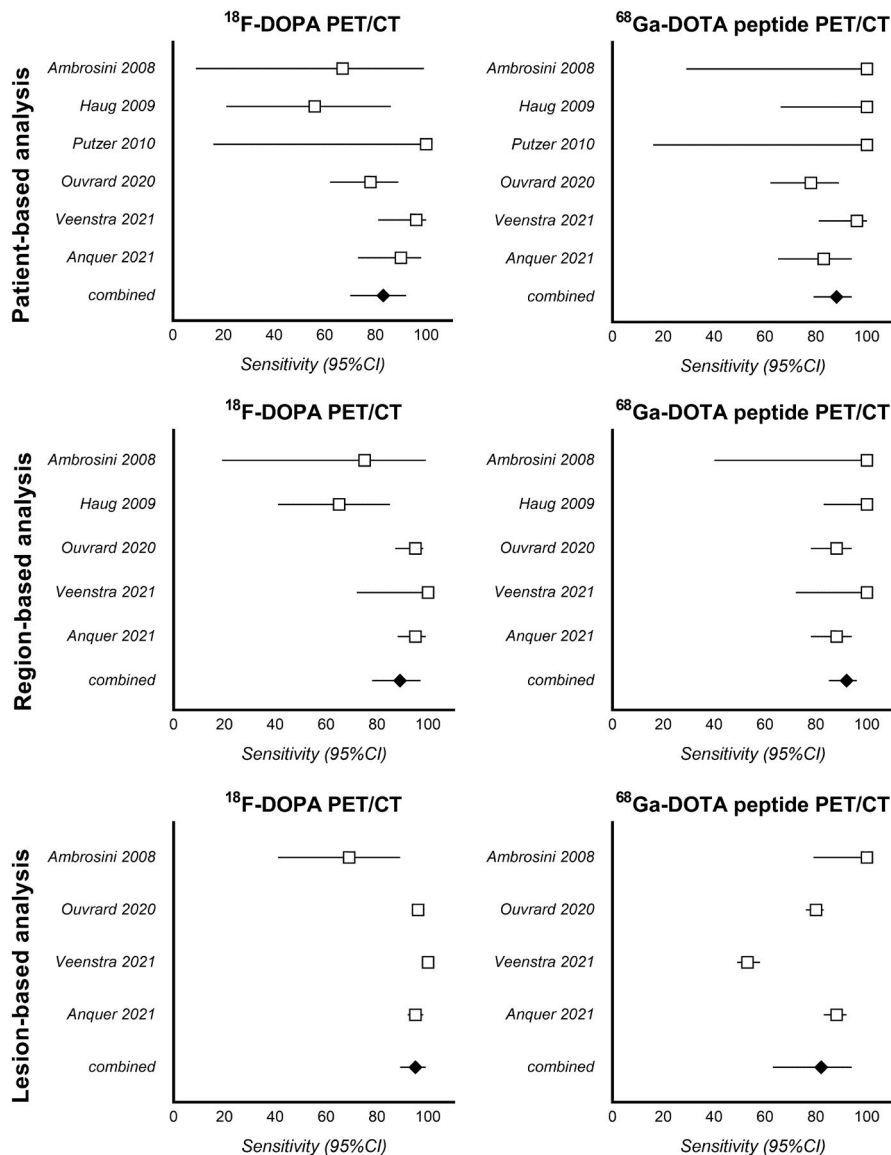 ¹⁸F-DOPA PET/CT
⁶⁸Ga-DOTA peptide PET/CT
Patient-based analysis
Ambrosini 2008
Haug 2009
Putzer 2010
Ouvrard 2020
Veenstra 2021
Anquer 2021
combined
0 20 40 60 80 100
Sensitivity (95%CI)
Ambrosini 2008
Haug 2009
Putzer 2010
Ouvrard 2020
Veenstra 2021
Anquer 2021
combined
0 20 40 60 80 100
Sensitivity (95%CI)
¹⁸F-DOPA PET/CT
⁶⁸Ga-DOTA peptide PET/CT
Region-based analysis
Ambrosini 2008
Haug 2009
Ouvrard 2020
Veenstra 2021
Anquer 2021
combined
0 20 40 60 80 100
Sensitivity (95%CI)
Ambrosini 2008
Haug 2009
Ouvrard 2020
Veenstra 2021
Anquer 2021
combined
0 20 40 60 80 100
Sensitivity (95%CI)
¹⁸F-DOPA PET/CT
⁶⁸Ga-DOTA peptide PET/CT
Lesion-based analysis
Ambrosini 2008
Ouvrard 2020
Veenstra 2021
Anquer 2021
combined
0 20 40 60 80 100
Sensitivity (95%CI)
Ambrosini 2008
Ouvrard 2020
Veenstra 2021
Anquer 2021
combined
0 20 40 60 80 100
Sensitivity (95%CI)